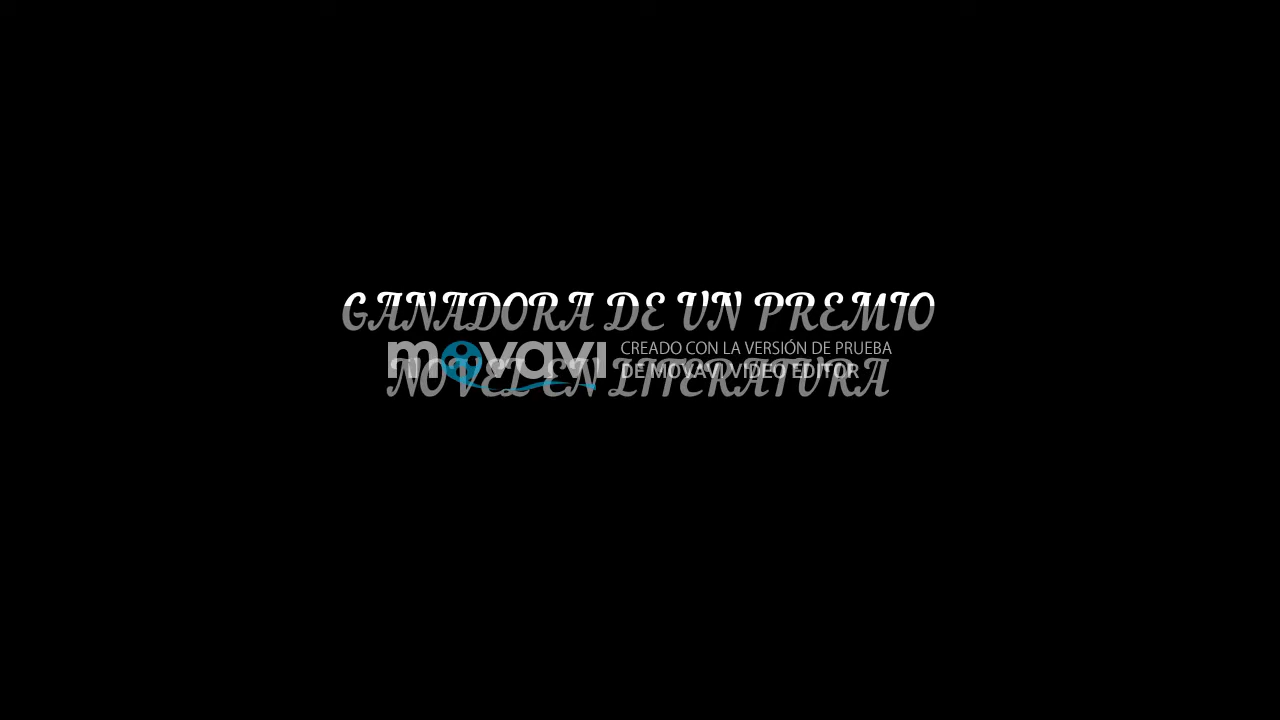 GANADORA DE UN PREMIO
movavi
CREADO CON LA VERSIÓN DE PRUEBA
DE MOVAVI VIDEO EDITOR
NOVEL EN LITERATURA